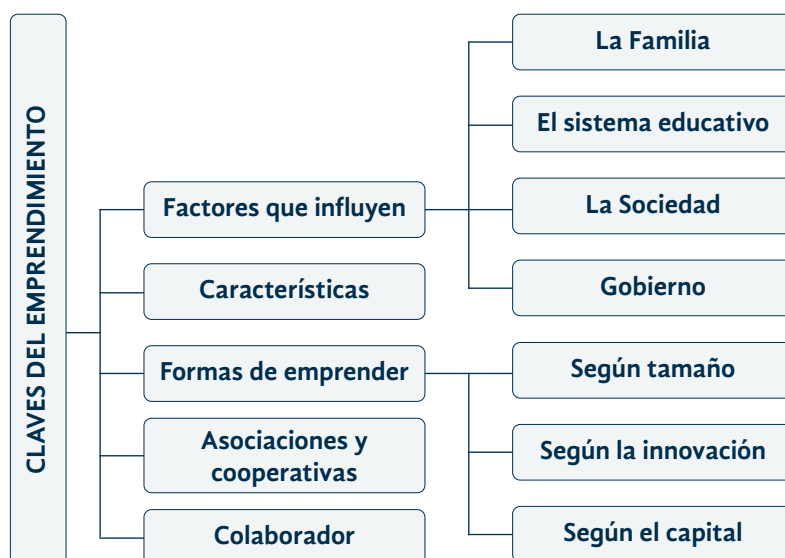 CLAVES DEL EMPRENDIMIENTO
Factores que influyen
La Familia
El sistema educativo
La Sociedad
Gobierno
Características
Formas de emprender
Según tamaño
Según la innovación
Según el capital
Asociaciones y
cooperativas
Colaborador